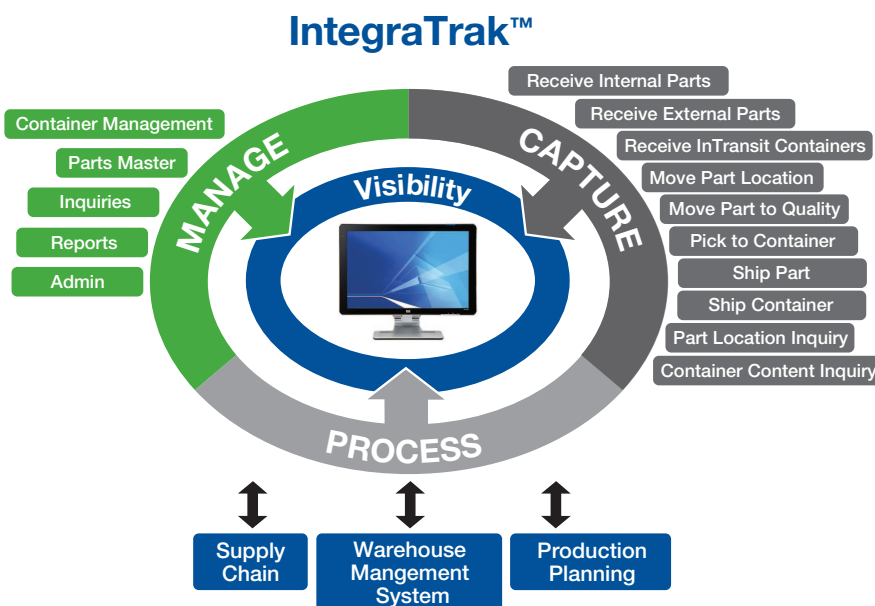 IntegraTrak™
Receive Internal Parts
Receive External Parts
Receive InTransit Containers
Move Part Location
Move Part to Quality
Pick to Container
Ship Part
Ship Container
Part Location Inquiry
Container Content Inquiry
Container Management
Parts Master
Inquiries
Reports
Admin
MANAGE
CAPTURE
Visibility
PROCESS
Supply
Chain
Warehouse
Mangement
System
Production
Planning